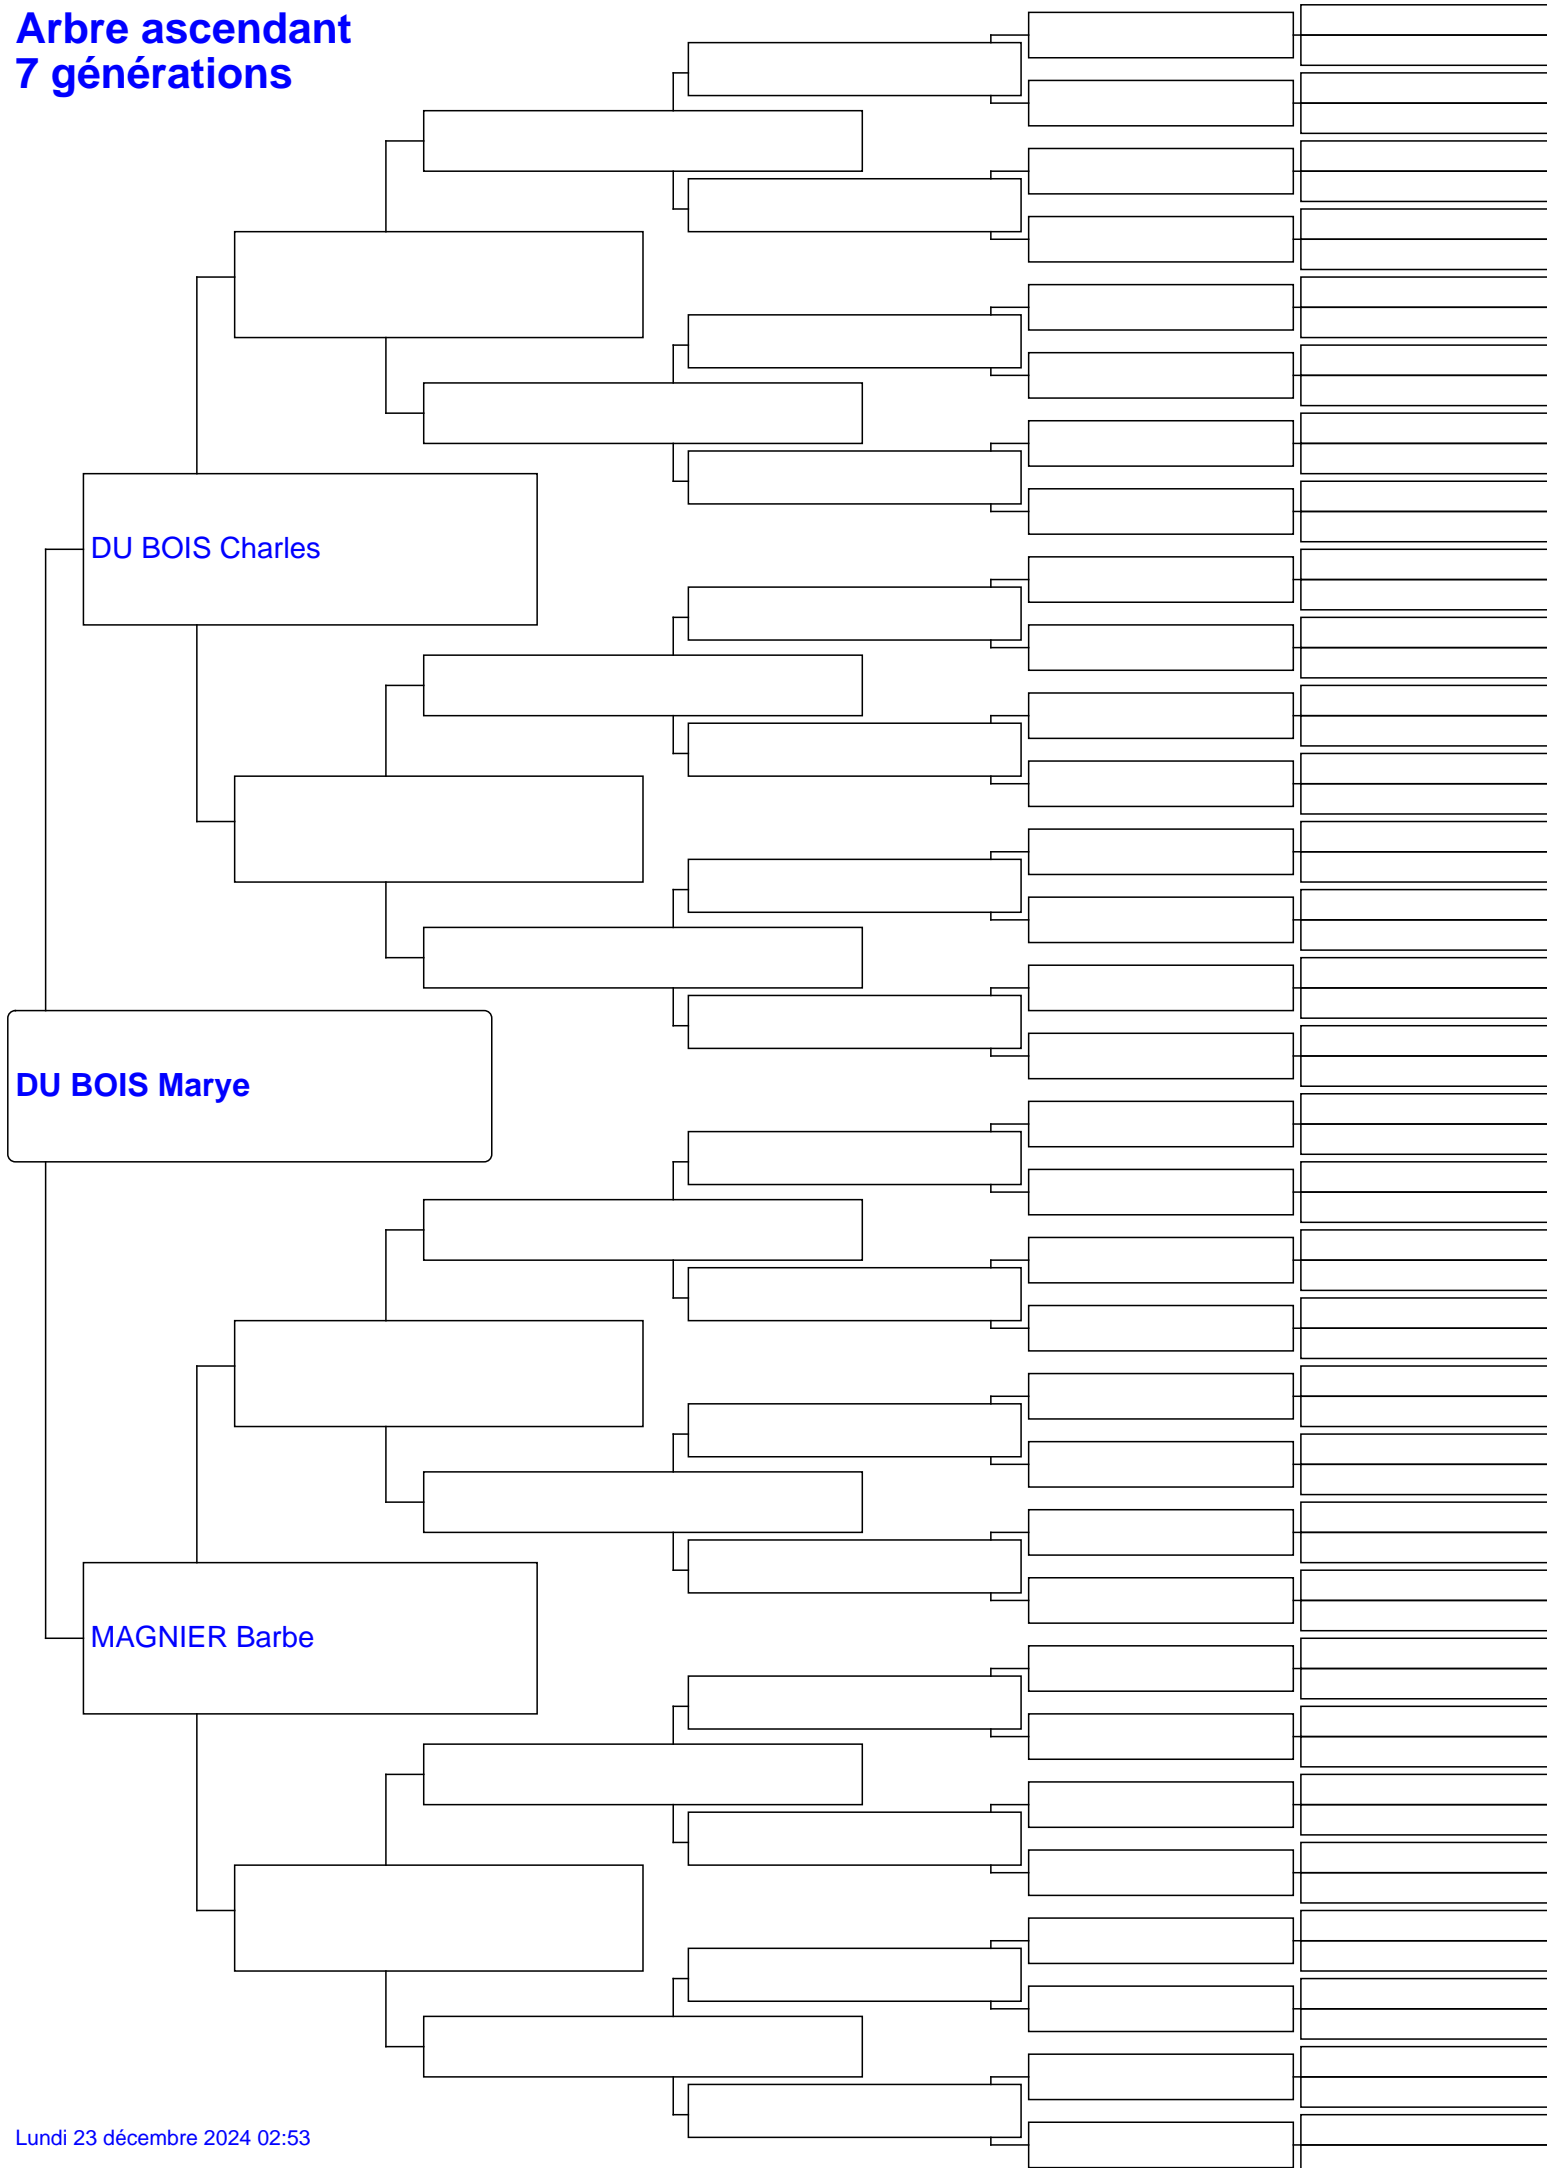 Arbre ascendant
7 générations
DU BOIS Charles
DU BOIS Marye
MAGNIER Barbe
Lundi 23 décembre 2024 02:53